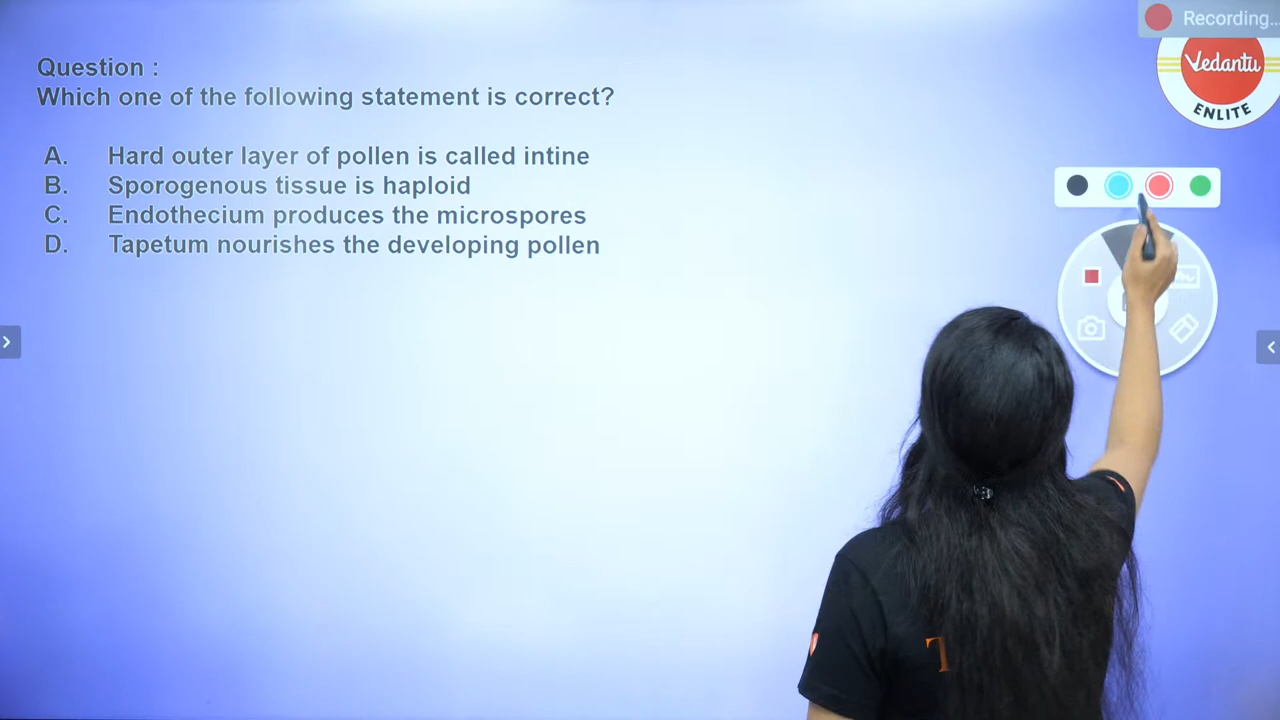 Recording...
Vedantu
ENLITE
Question :
Which one of the following statement is correct?
A. Hard outer layer of pollen is called intine
B. Sporogenous tissue is haploid
C. Endothecium produces the microspores
D. Tapetum nourishes the developing pollen
T